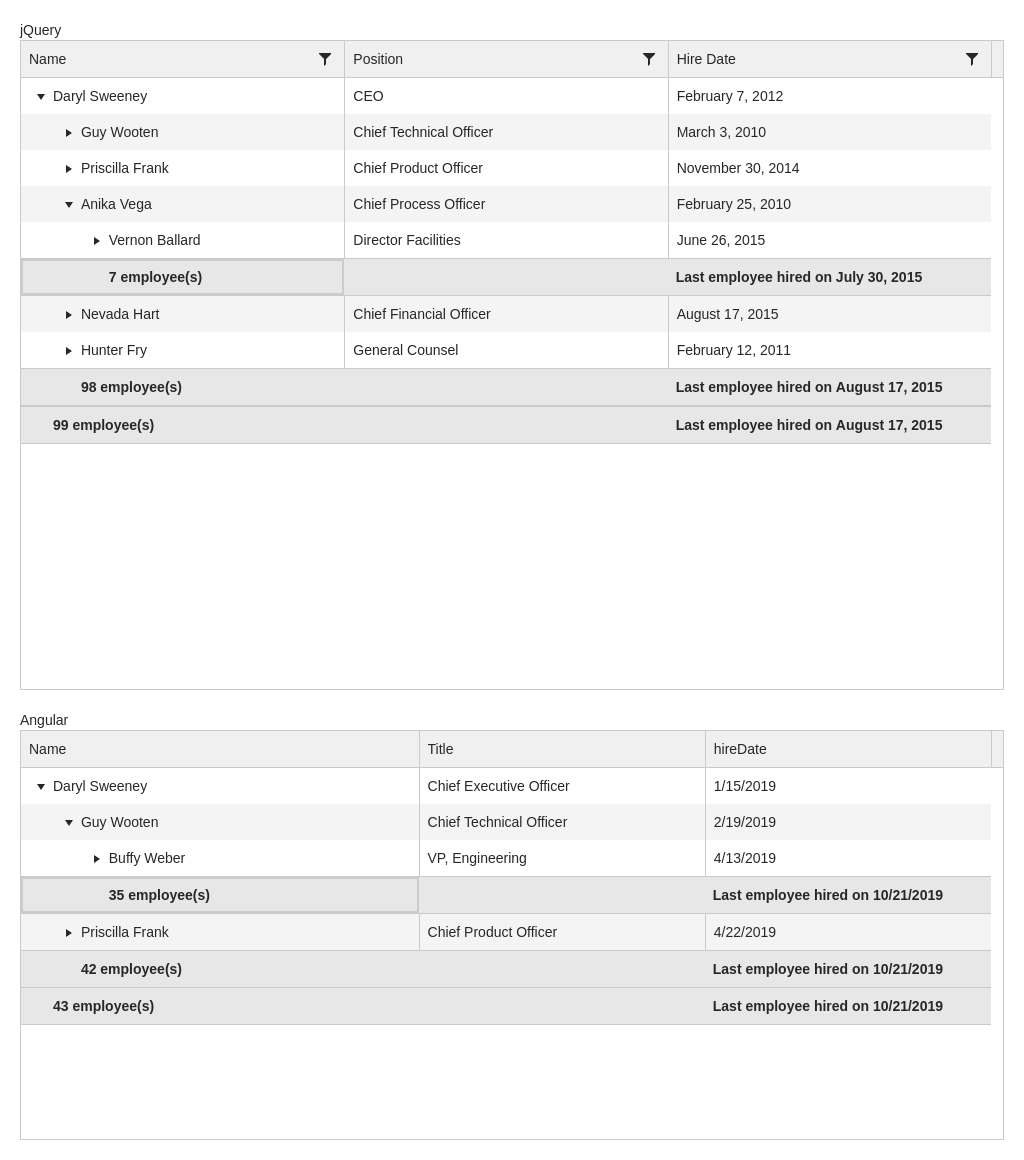 jQuery
Name Position Hire Date
Daryl Sweeney CEO February 7, 2012
Guy Wooten Chief Technical Officer March 3, 2010
Priscilla Frank Chief Product Officer November 30, 2014
Anika Vega Chief Process Officer February 25, 2010
Vernon Ballard Director Facilities June 26, 2015
7 employee(s) Last employee hired on July 30, 2015
Nevada Hart Chief Financial Officer August 17, 2015
Hunter Fry General Counsel February 12, 2011
98 employee(s) Last employee hired on August 17, 2015
99 employee(s) Last employee hired on August 17, 2015
Angular
Name Title hireDate
Daryl Sweeney Chief Executive Officer 1/15/2019
Guy Wooten Chief Technical Officer 2/19/2019
Buffy Weber VP, Engineering 4/13/2019
35 employee(s) Last employee hired on 10/21/2019
Priscilla Frank Chief Product Officer 4/22/2019
42 employee(s) Last employee hired on 10/21/2019
43 employee(s) Last employee hired on 10/21/2019